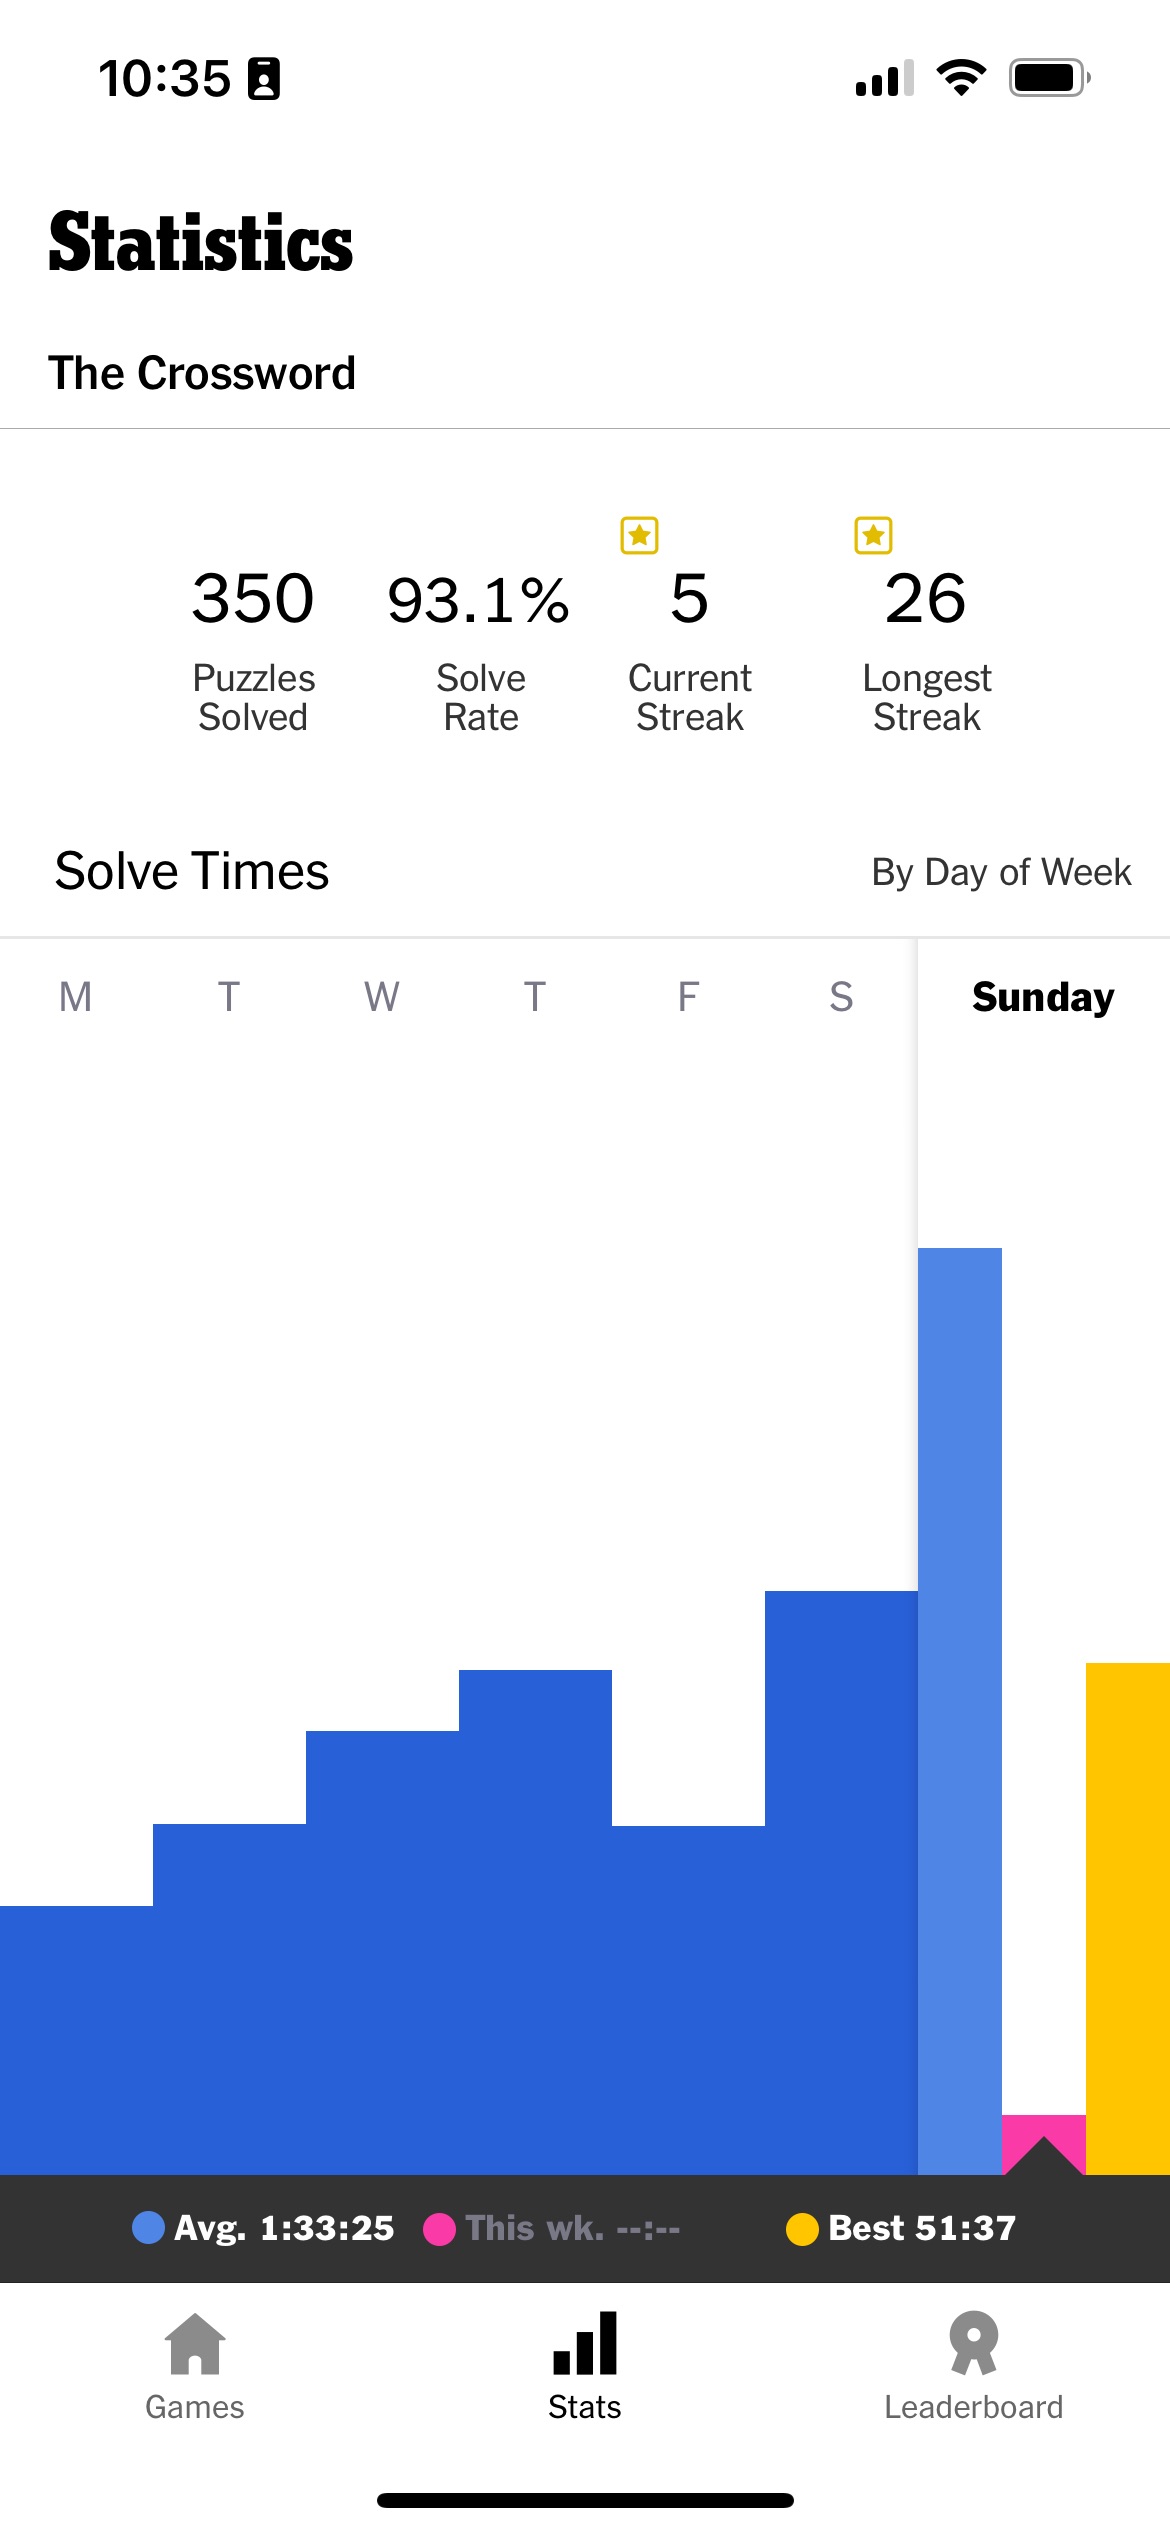 10:35
Statistics
The Crossword
350 93.1% 5 26
Puzzles Solve Current Longest
Solved Rate Streak Streak
Solve Times By Day of Week
M T W T F S Sunday
Avg. 1:33:25 This wk. --:-- Best 51:37
Games Stats Leaderboard